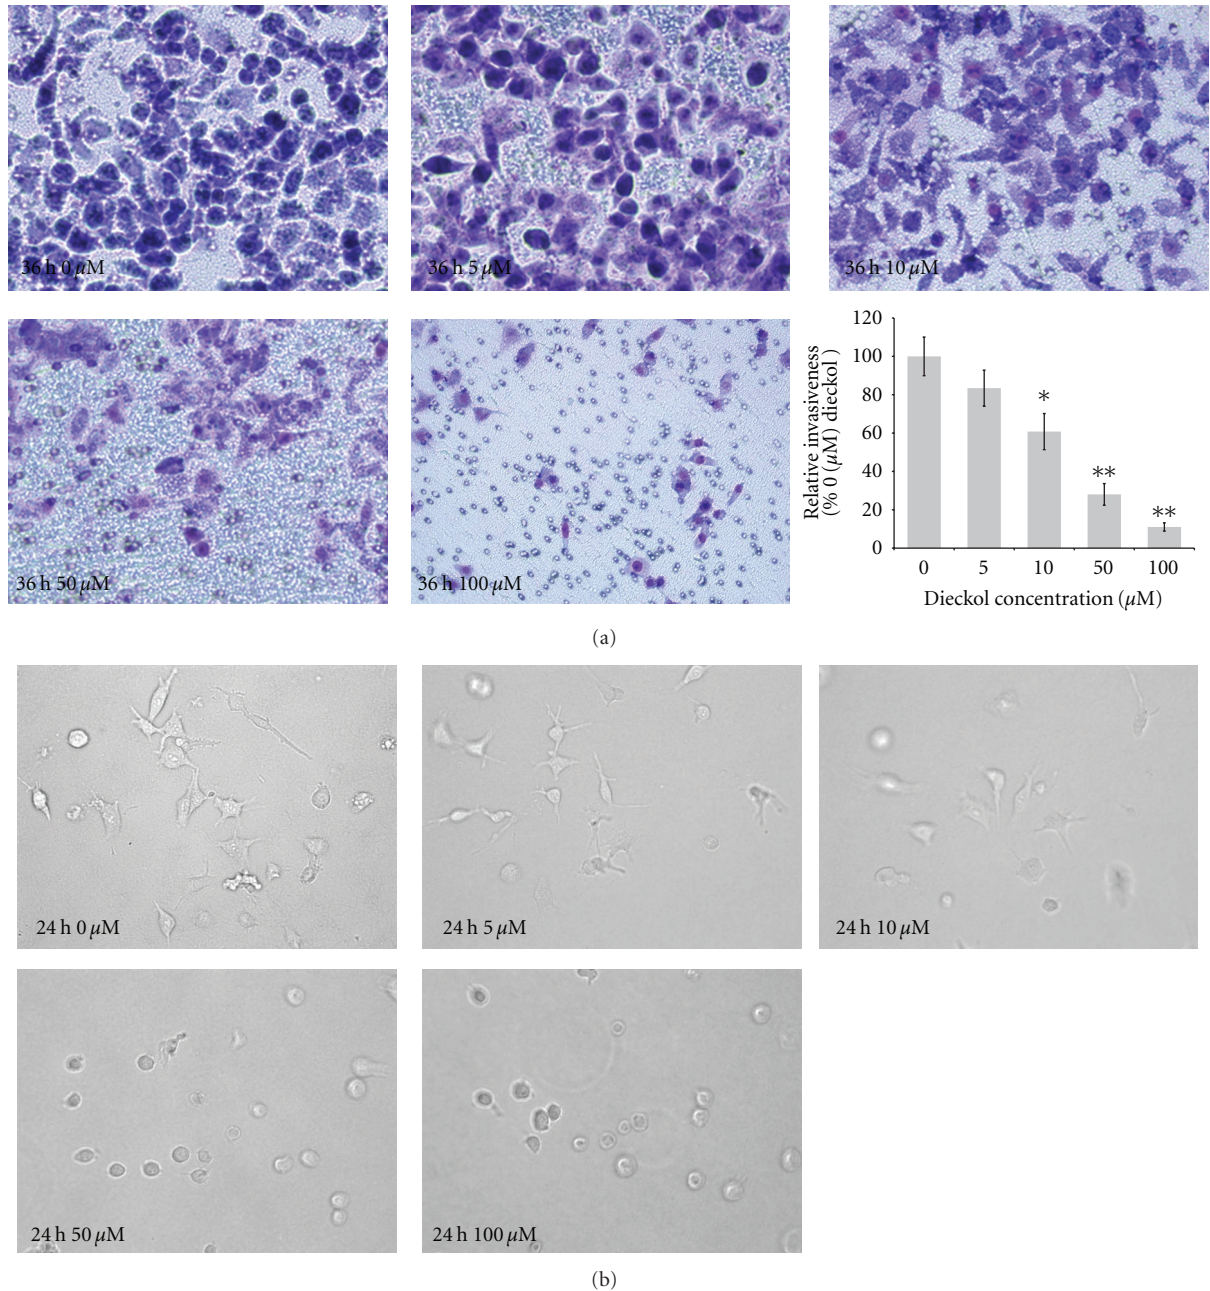 36 h 0 µM
36 h 5 µM
36 h 10 µM
36 h 50 µM
36 h 100 µM
Relative invasiveness
(% 0 (µM) dieckol )
120
100
80
60
40
20
0
*
**
**
0 5 10 50 100
Dieckol concentration (µM)
(a)
24 h 0 µM
24 h 5 µM
24 h 10 µM
24 h 50 µM
24 h 100 µM
(b)